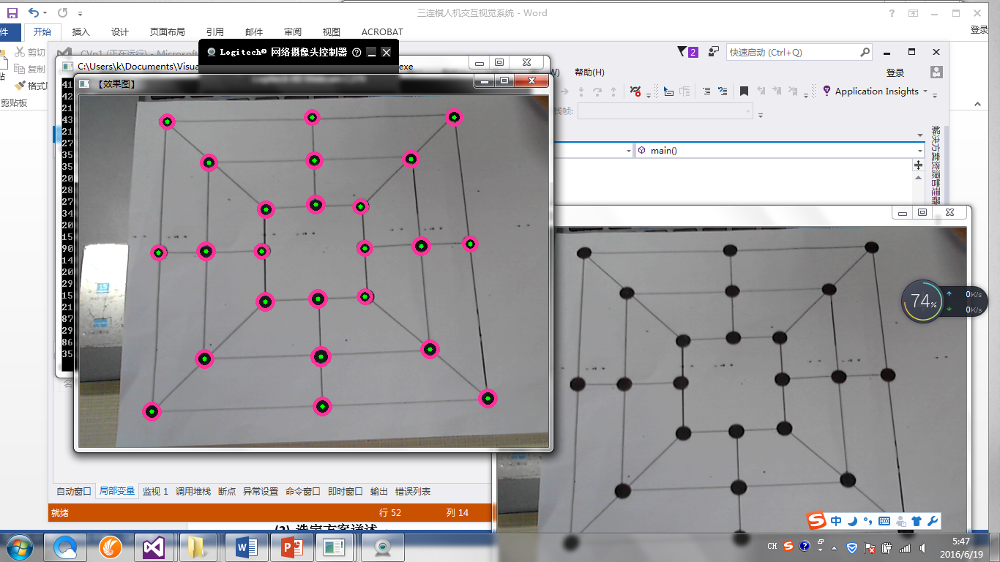 三连棋人机交互视觉系统 - Word
件 开始 插入 设计 页面布局 引用 邮件 审阅 视图 ACROBAT 登录
剪切
复制
格式
剪贴板
CVp1 (正在运行) - Microsof
Logitech® 网络摄像头控制器
2 快速启动 (Ctrl+Q)
C:\Users\k\Documents\Visua
exe
帮助(H) 登录
【效果图】
Application Insights
栈帧:
main()
解决方案资源管理器
41
42
21
43
21
27
35
35
20
28
27
34
20
15
90
14
20
29
15
21
87
29
86
35
74%
0K/s
0K/s
自动窗口 局部变量 监视 1 调用堆栈 断点 异常设置 命令窗口 即时窗口 输出 错误列表
就绪 行 52 列 14
(2) 选定方案详述
中
CH
5:47
2016/6/19